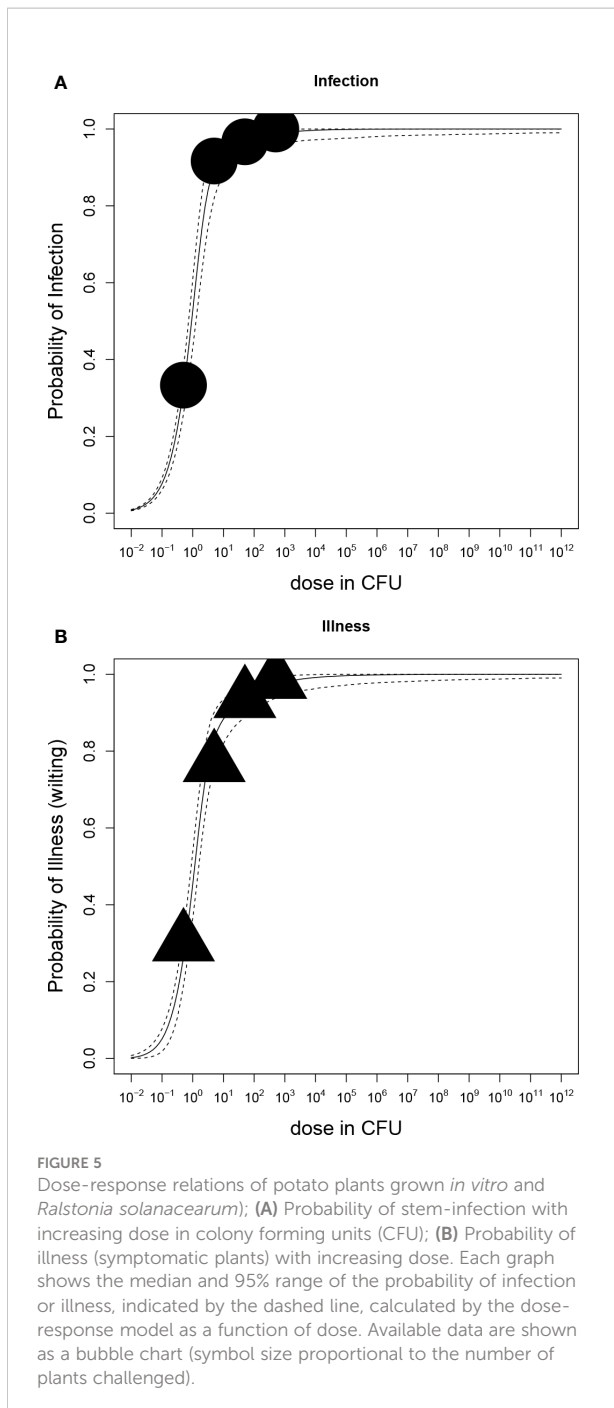 A
Infection
Probability of Infection
1.0
0.8
0.6
0.4
0.2
0.0
10⁻² 10⁻¹ 10⁰ 10¹ 10² 10³ 10⁴ 10⁵ 10⁶ 10⁷ 10⁸ 10⁹ 10¹⁰ 10¹¹ 10¹²
dose in CFU
B
Illness
Probability of Illness (wilting)
1.0
0.8
0.6
0.4
0.2
0.0
10⁻² 10⁻¹ 10⁰ 10¹ 10² 10³ 10⁴ 10⁵ 10⁶ 10⁷ 10⁸ 10⁹ 10¹⁰ 10¹¹ 10¹²
dose in CFU
FIGURE 5
Dose-response relations of potato plants grown in vitro and
Ralstonia solanacearum); (A) Probability of stem-infection with
increasing dose in colony forming units (CFU); (B) Probability of
illness (symptomatic plants) with increasing dose. Each graph
shows the median and 95% range of the probability of infection
or illness, indicated by the dashed line, calculated by the dose-
response model as a function of dose. Available data are shown
as a bubble chart (symbol size proportional to the number of
plants challenged).